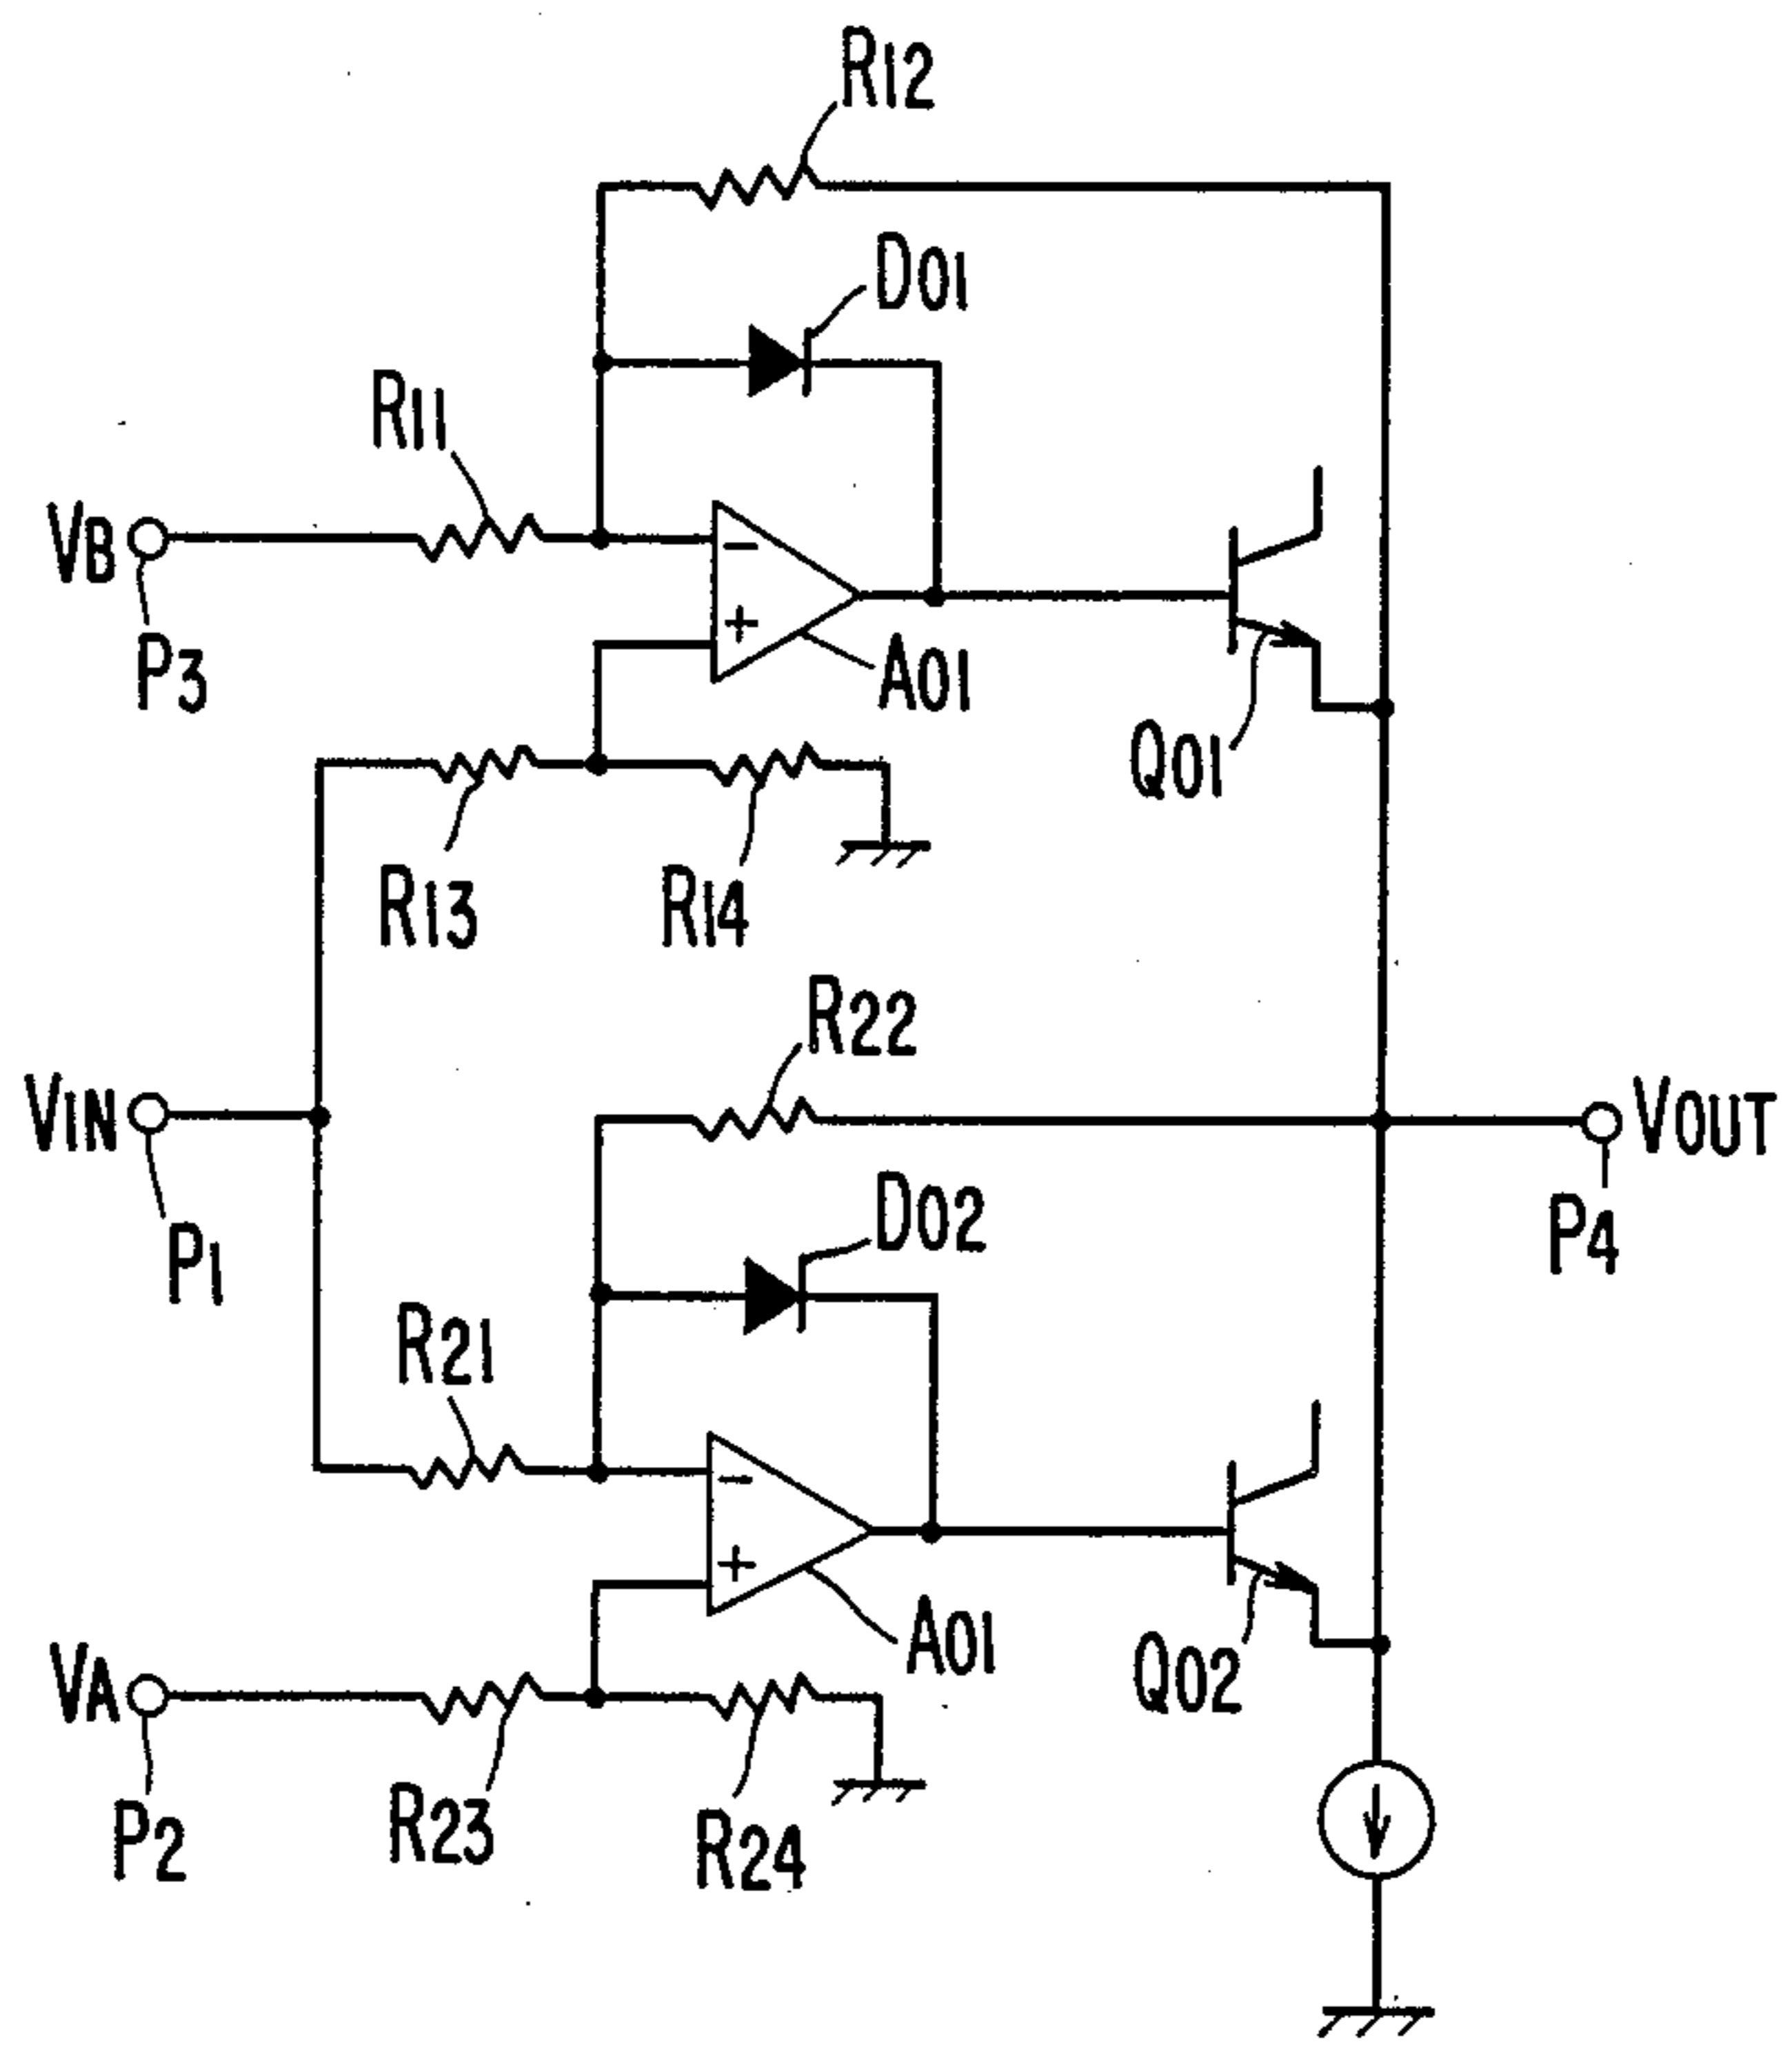 R12
D01
R11
VB
P3
−
+
A01
Q01
R13
R14
R22
VIN
VOUT
P1
P4
D02
R21
−
+
A01
Q02
VA
P2
R23
R24